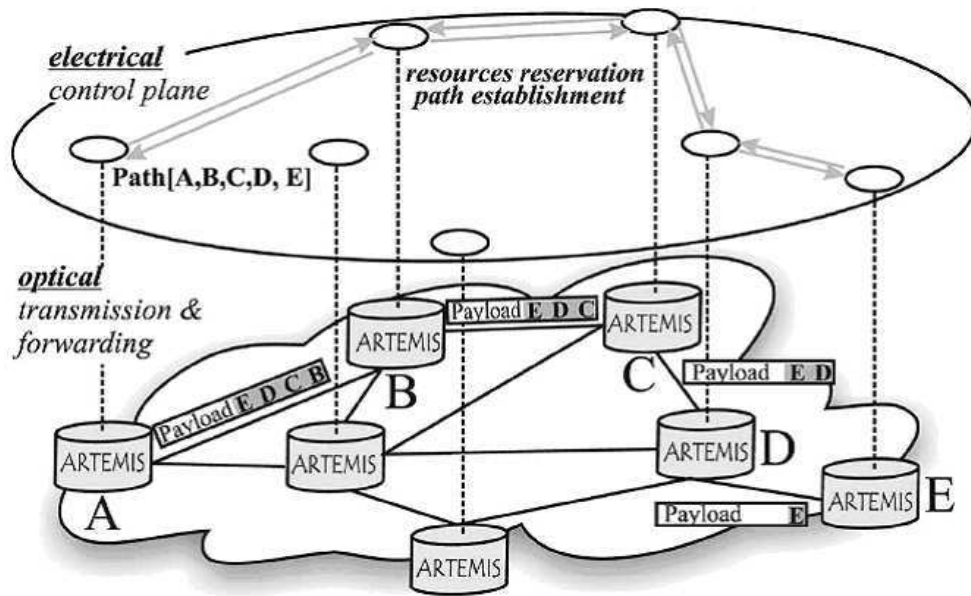 electrical
control plane
resources reservation
path establishment
Path[A,B,C,D, E]
optical
transmission &
forwarding
ARTEMIS
B
Payload E D C
ARTEMIS
C
Payload E D C B
Payload E D
ARTEMIS
A
ARTEMIS
ARTEMIS
D
ARTEMIS
E
Payload E
ARTEMIS